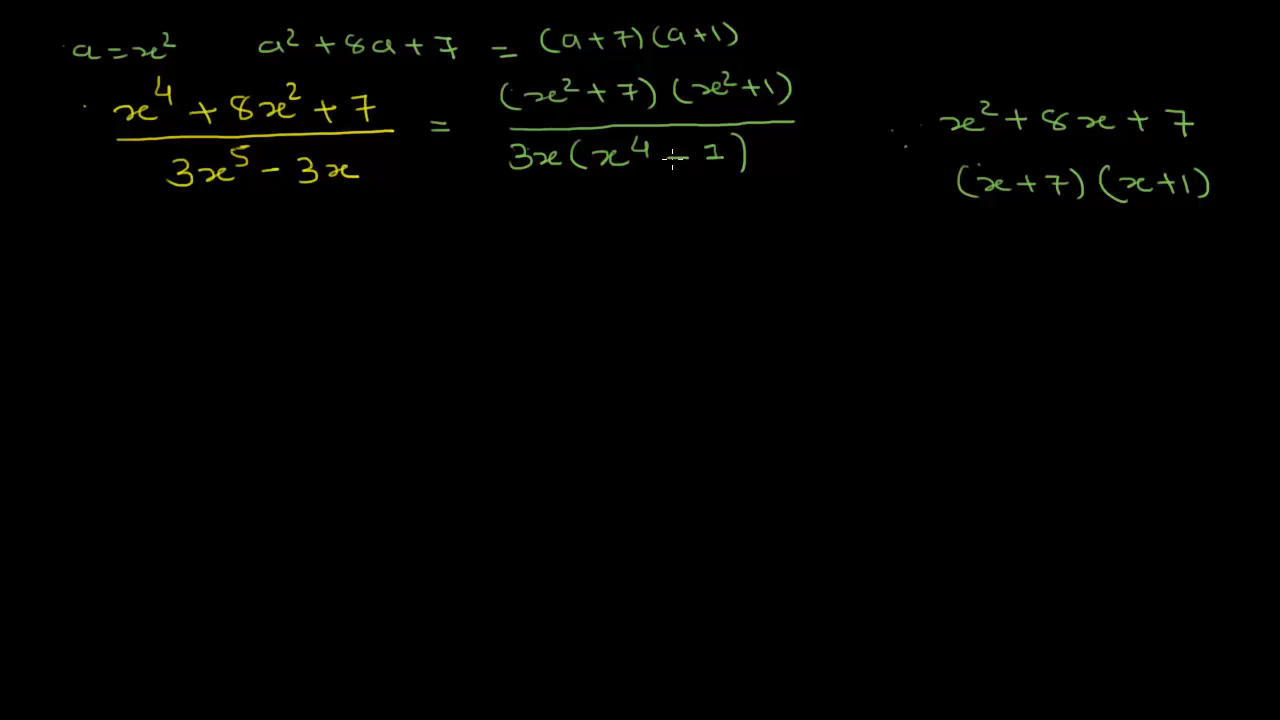 a = x² a² + 8a + 7 = (a + 7)(a + 1)
x⁴ + 8x² + 7 / 3x⁵ − 3x = (x² + 7)(x² + 1) / 3x(x⁴ − 1)
x² + 8x + 7
(x + 7)(x + 1)